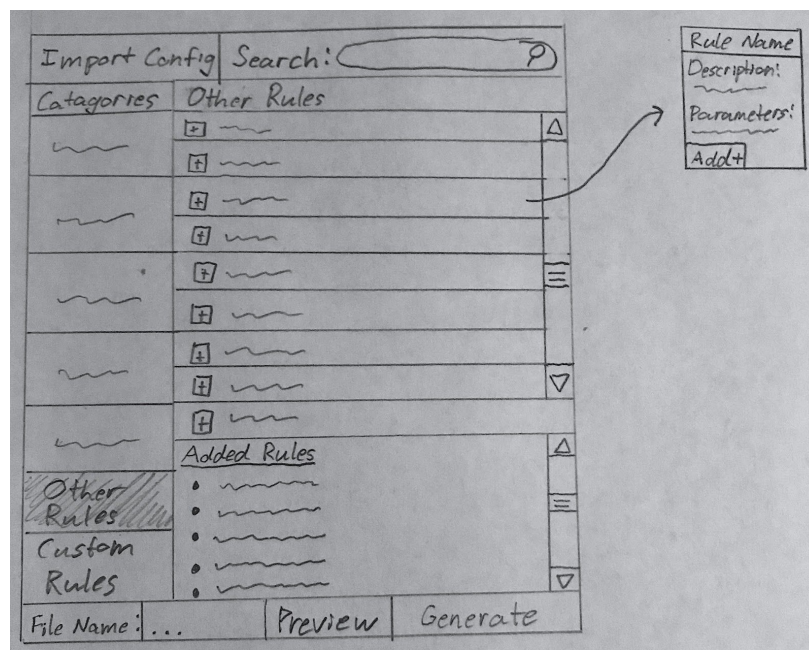 Import Config
Search:
Catagories
Other Rules
Added Rules
Other
Rules
Custom
Rules
File Name:
...
Preview
Generate
Rule Name
Description:
Parameters:
Add+